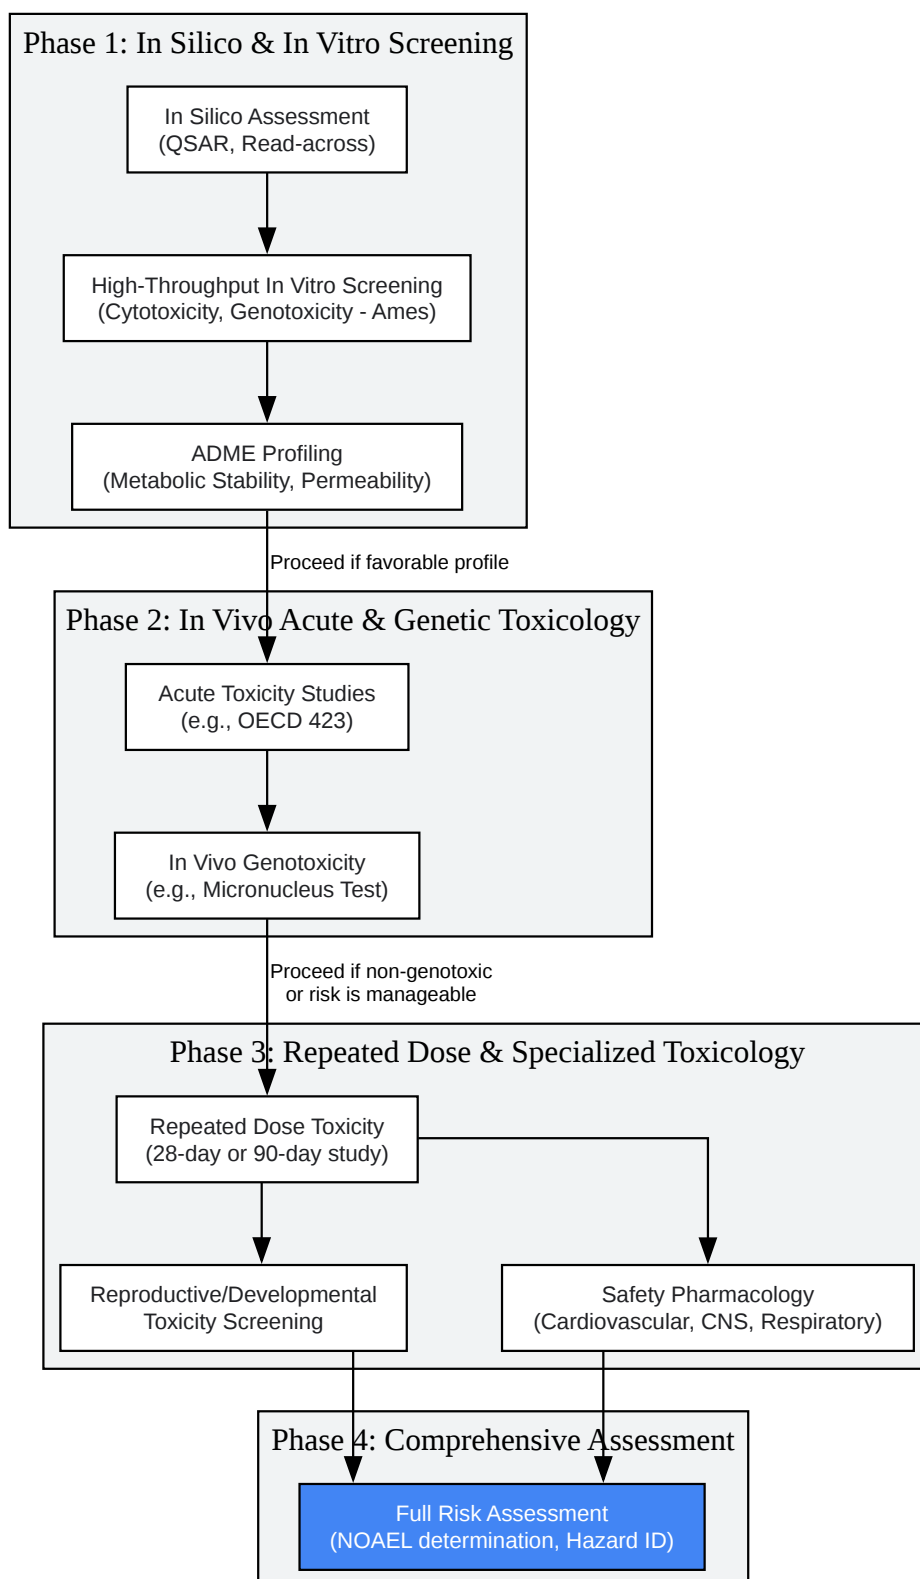 Phase 1: In Silico & In Vitro Screening
In Silico Assessment
(QSAR, Read-across)
High-Throughput In Vitro Screening
(Cytotoxicity, Genotoxicity - Ames)
ADME Profiling
(Metabolic Stability, Permeability)
Proceed if favorable profile
Phase 2: In Vivo Acute & Genetic Toxicology
Acute Toxicity Studies
(e.g., OECD 423)
In Vivo Genotoxicity
(e.g., Micronucleus Test)
Proceed if non-genotoxic
or risk is manageable
Phase 3: Repeated Dose & Specialized Toxicology
Repeated Dose Toxicity
(28-day or 90-day study)
Reproductive/Developmental
Toxicity Screening
Safety Pharmacology
(Cardiovascular, CNS, Respiratory)
Phase 4: Comprehensive Assessment
Full Risk Assessment
(NOAEL determination, Hazard ID)